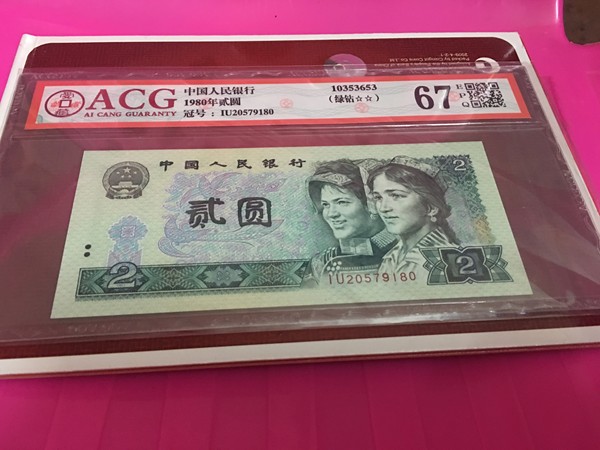 ACG
AI CANG GUARANTY
中国人民银行
1980年贰圆
冠号：IU20579180
10353653
（绿钻☆☆）
67
E
P
Q
中国人民银行
贰圆
2
2
IU20579180
2